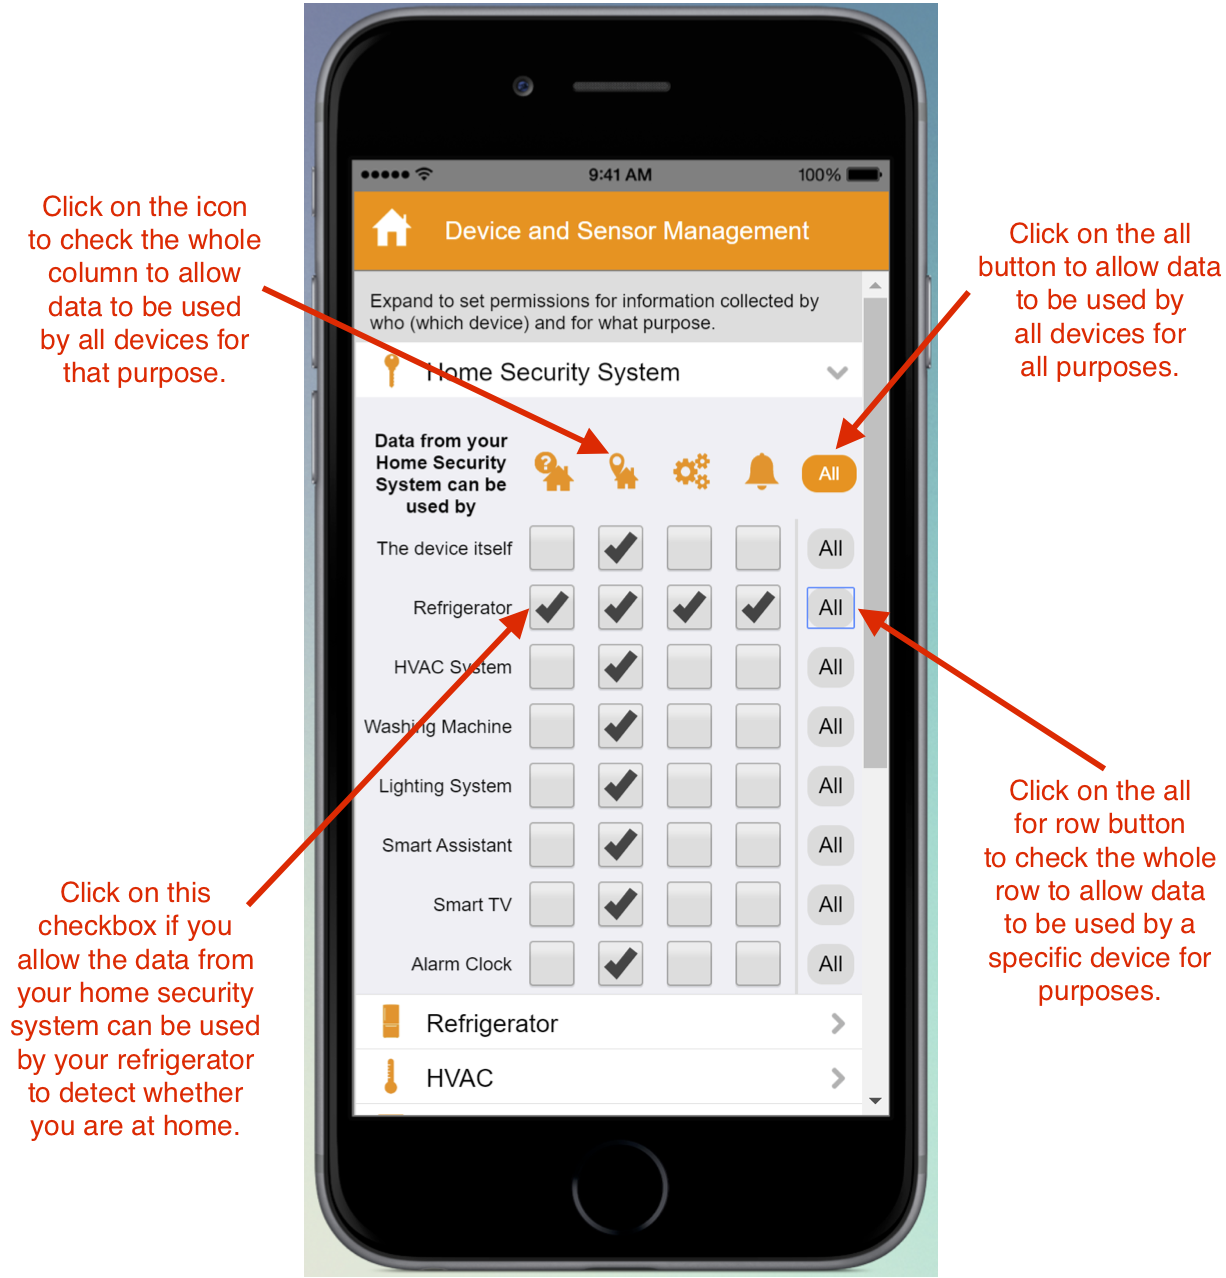 9:41 AM
100%
Device and Sensor Management
Expand to set permissions for information collected by
who (which device) and for what purpose.
Home Security System
Data from your
Home Security
System can be
used by
?
All
The device itself
All
Refrigerator
All
HVAC System
All
Washing Machine
All
Lighting System
All
Smart Assistant
All
Smart TV
All
Alarm Clock
All
Refrigerator
HVAC
Click on the icon
to check the whole
column to allow
data to be used
by all devices for
that purpose.
Click on the all
button to allow data
to be used by
all devices for
all purposes.
Click on this
checkbox if you
allow the data from
your home security
system can be used
by your refrigerator
to detect whether
you are at home.
Click on the all
for row button
to check the whole
row to allow data
to be used by a
specific device for
purposes.